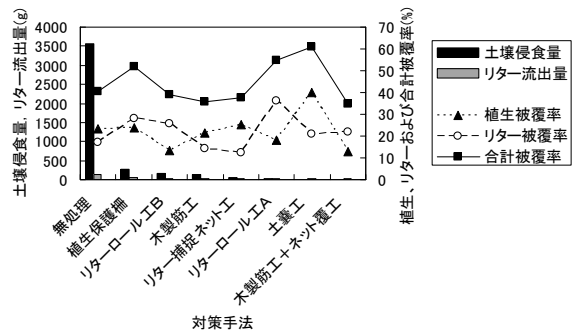 土壌侵食量、リター流出量(g)
4000
3500
3000
2500
2000
1500
1000
500
0
70
60
50
40
30
20
10
0
植生、リターおよび合計被覆率(%)
無処理
植生保護柵
リターロール工B
木製筋工
リター捕捉ネット工
リターロール工A
土嚢工
木製筋工+ネット覆工
対策手法
土壌侵食量
リター流出量
植生被覆率
リター被覆率
合計被覆率